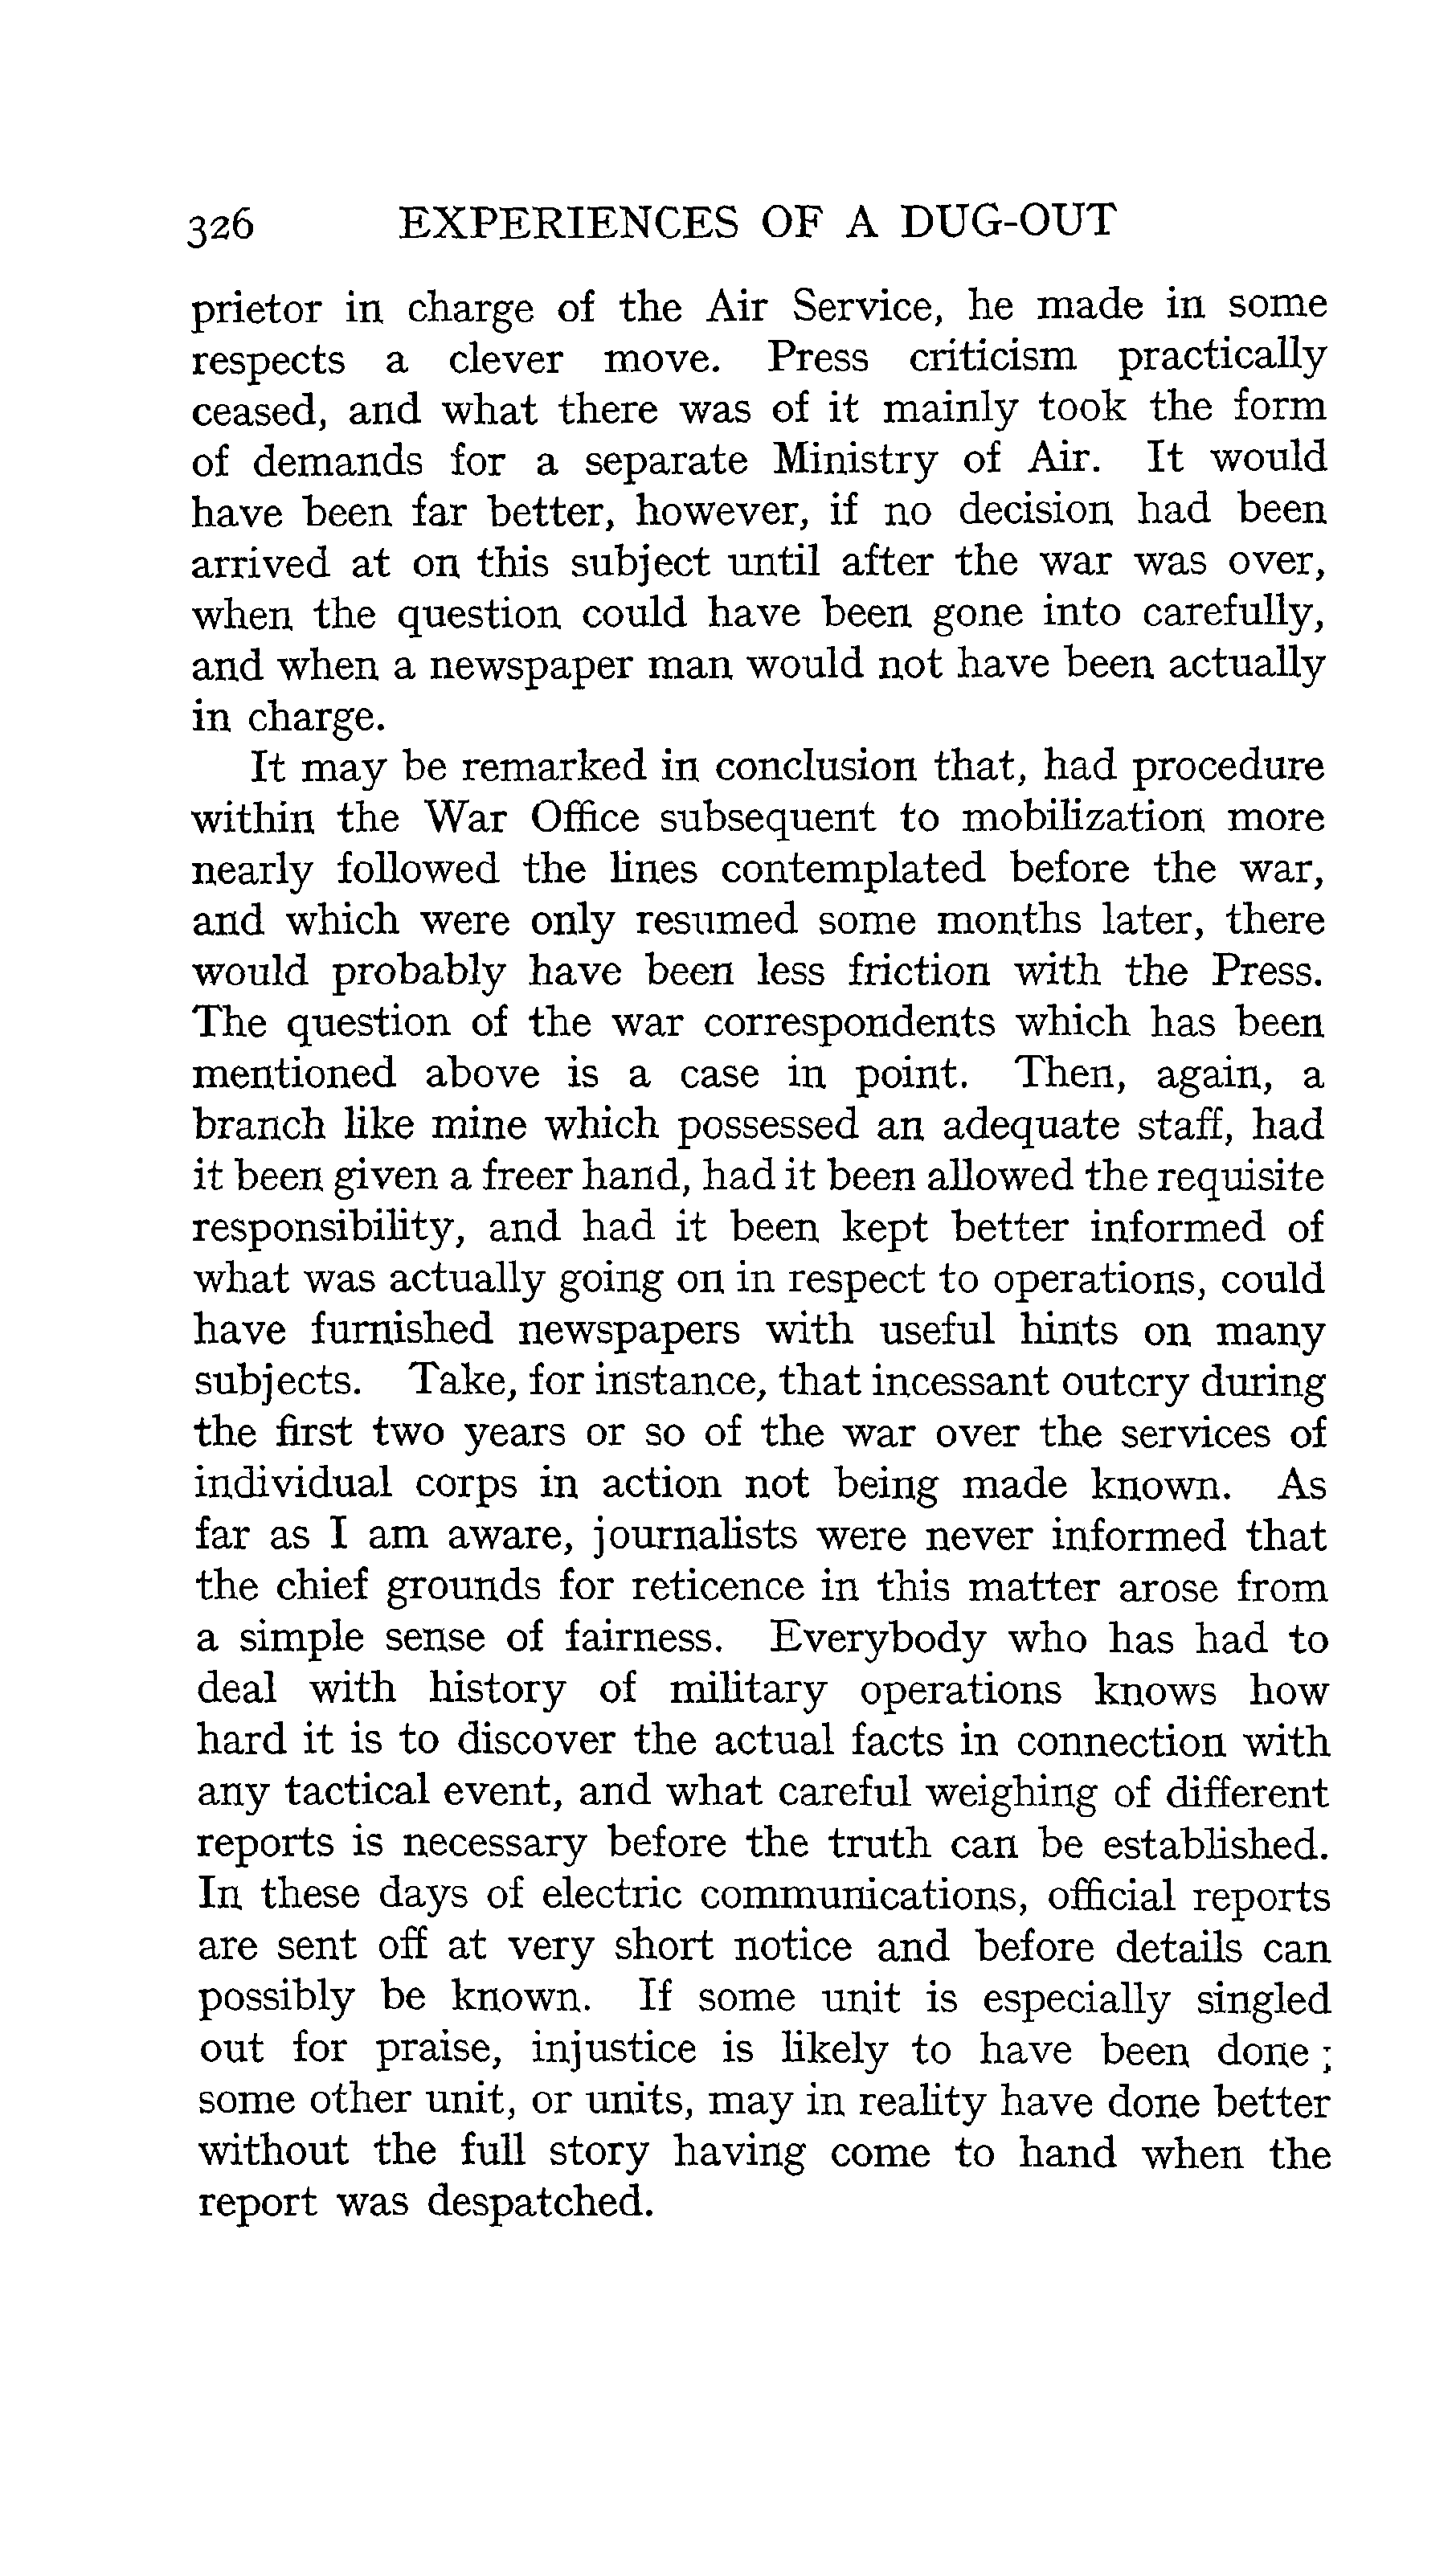 326 EXPERIENCES OF A DUG-OUT
prietor in charge of the Air Service, he made in some
respects a clever move. Press criticism practically
ceased, and what there was of it mainly took the form
of demands for a separate Ministry of Air. It would
have been far better, however, if no decision had been
arrived at on this subject until after the war was over,
when the question could have been gone into carefully,
and when a newspaper man would not have been actually
in charge.
It may be remarked in conclusion that, had procedure
within the War Office subsequent to mobilization more
nearly followed the lines contemplated before the war,
and which were only resumed some months later, there
would probably have been less friction with the Press.
The question of the war correspondents which has been
mentioned above is a case in point. Then, again, a
branch like mine which possessed an adequate staff, had
it been given a freer hand, had it been allowed the requisite
responsibility, and had it been kept better informed of
what was actually going on in respect to operations, could
have furnished newspapers with useful hints on many
subjects. Take, for instance, that incessant outcry during
the first two years or so of the war over the services of
individual corps in action not being made known. As
far as I am aware, journalists were never informed that
the chief grounds for reticence in this matter arose from
a simple sense of fairness. Everybody who has had to
deal with history of military operations knows how
hard it is to discover the actual facts in connection with
any tactical event, and what careful weighing of different
reports is necessary before the truth can be established.
In these days of electric communications, official reports
are sent off at very short notice and before details can
possibly be known. If some unit is especially singled
out for praise, injustice is likely to have been done ;
some other unit, or units, may in reality have done better
without the full story having come to hand when the
report was despatched.